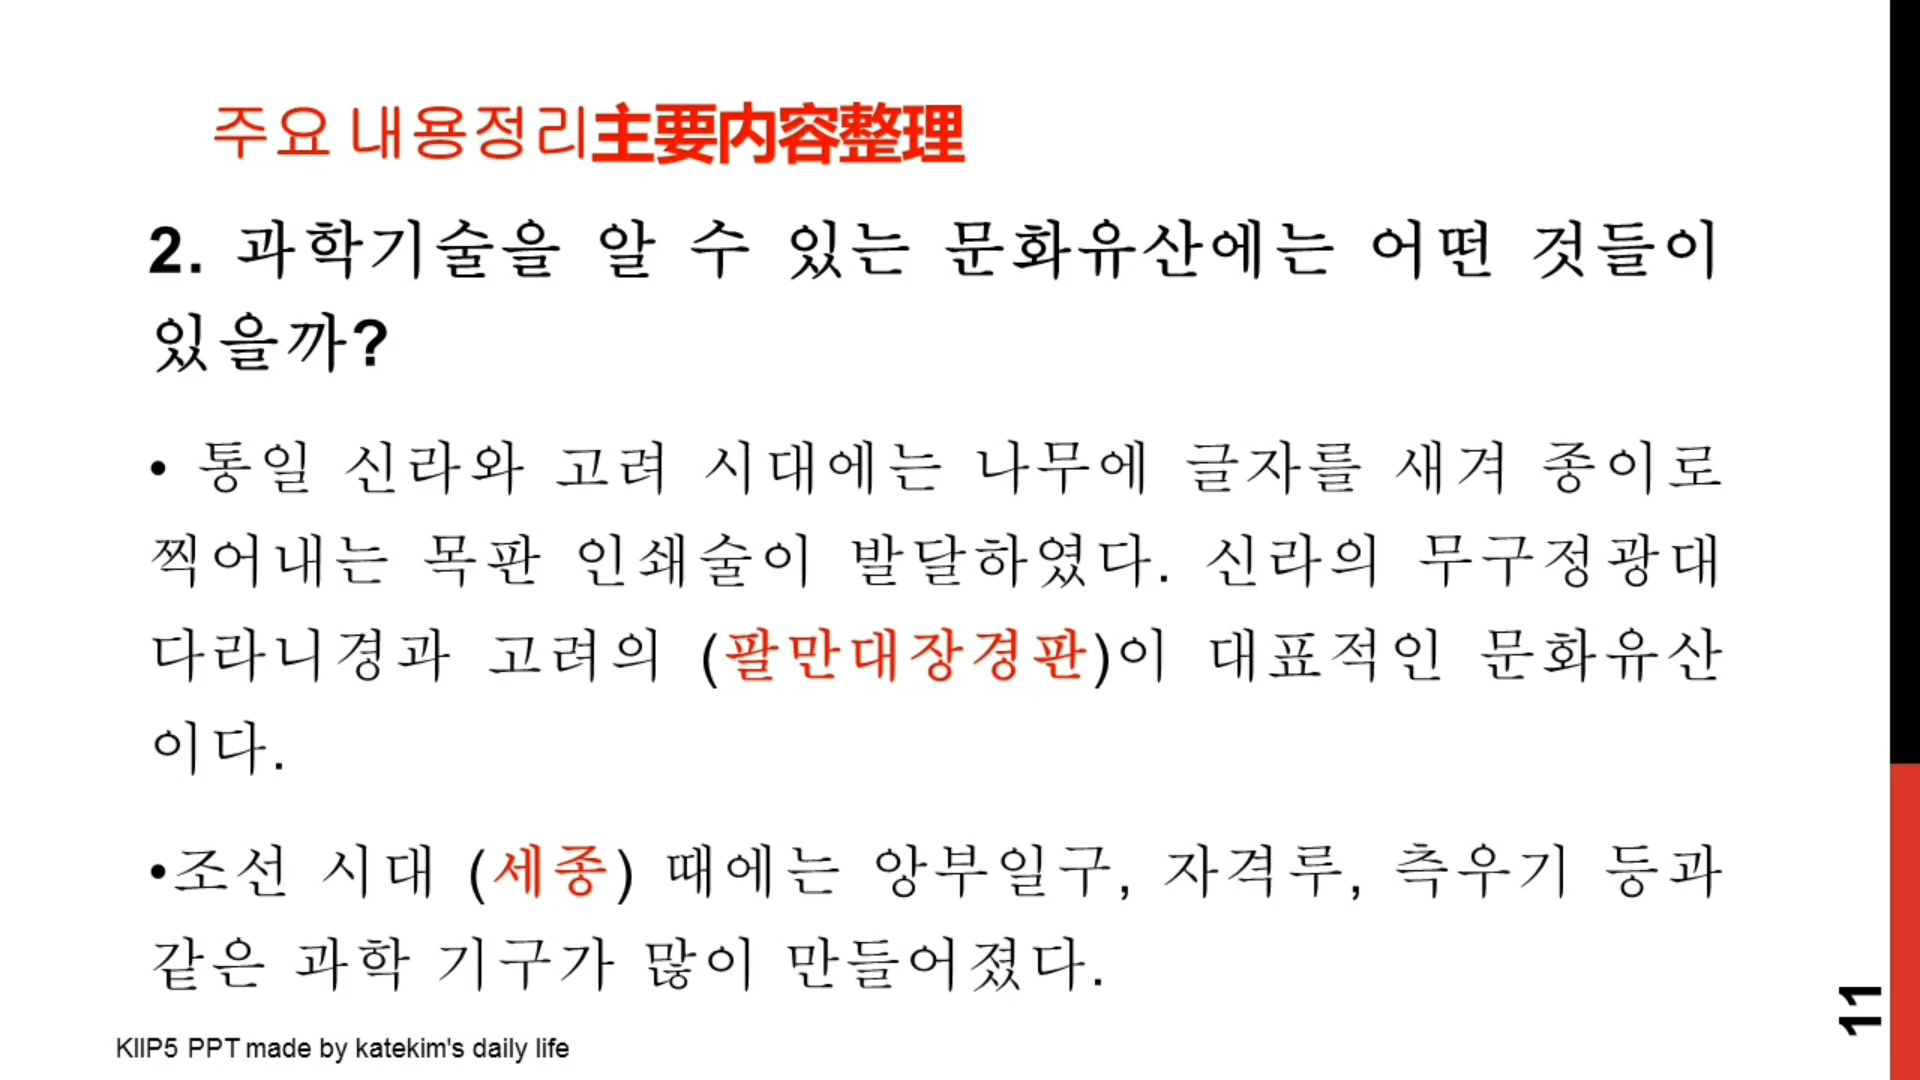 주요 내용정리主要内容整理
2. 과학기술을 알 수 있는 문화유산에는 어떤 것들이
있을까?
• 통일 신라와 고려 시대에는 나무에 글자를 새겨 종이로
찍어내는 목판 인쇄술이 발달하였다. 신라의 무구정광대
다라니경과 고려의 (팔만대장경판)이 대표적인 문화유산
이다.
•조선 시대 (세종) 때에는 앙부일구, 자격루, 측우기 등과
같은 과학 기구가 많이 만들어졌다.
KIIP5 PPT made by katekim's daily life
11